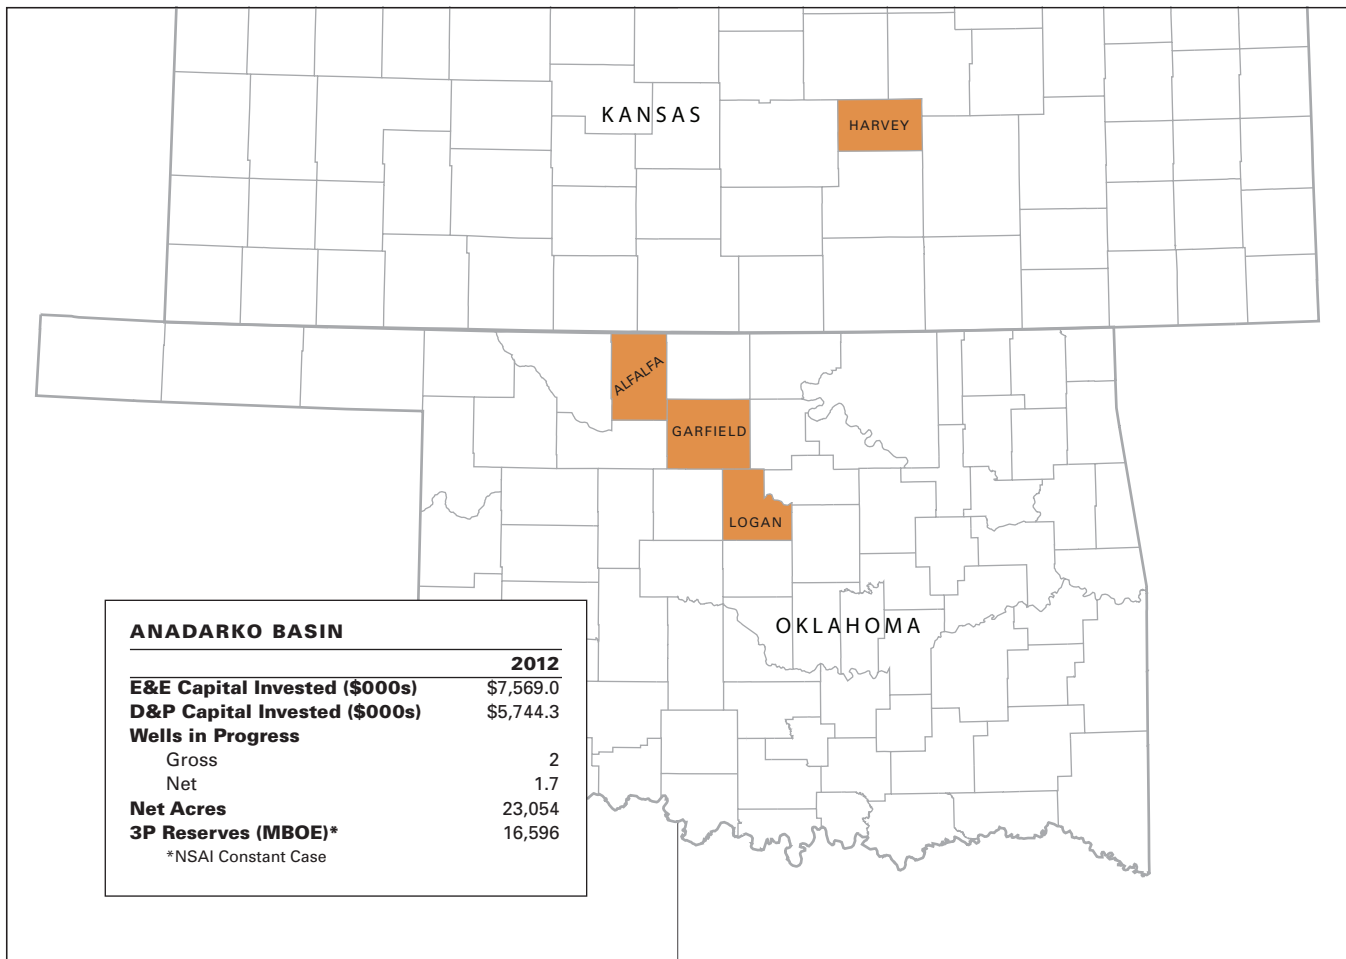 KANSAS
HARVEY
ALFALFA
GARFIELD
LOGAN
OKLAHOMA
ANADARKO BASIN
2012
E&E Capital Invested ($000s) $7,569.0
D&P Capital Invested ($000s) $5,744.3
Wells in Progress
Gross 2
Net 1.7
Net Acres 23,054
3P Reserves (MBOE)* 16,596
*NSAI Constant Case